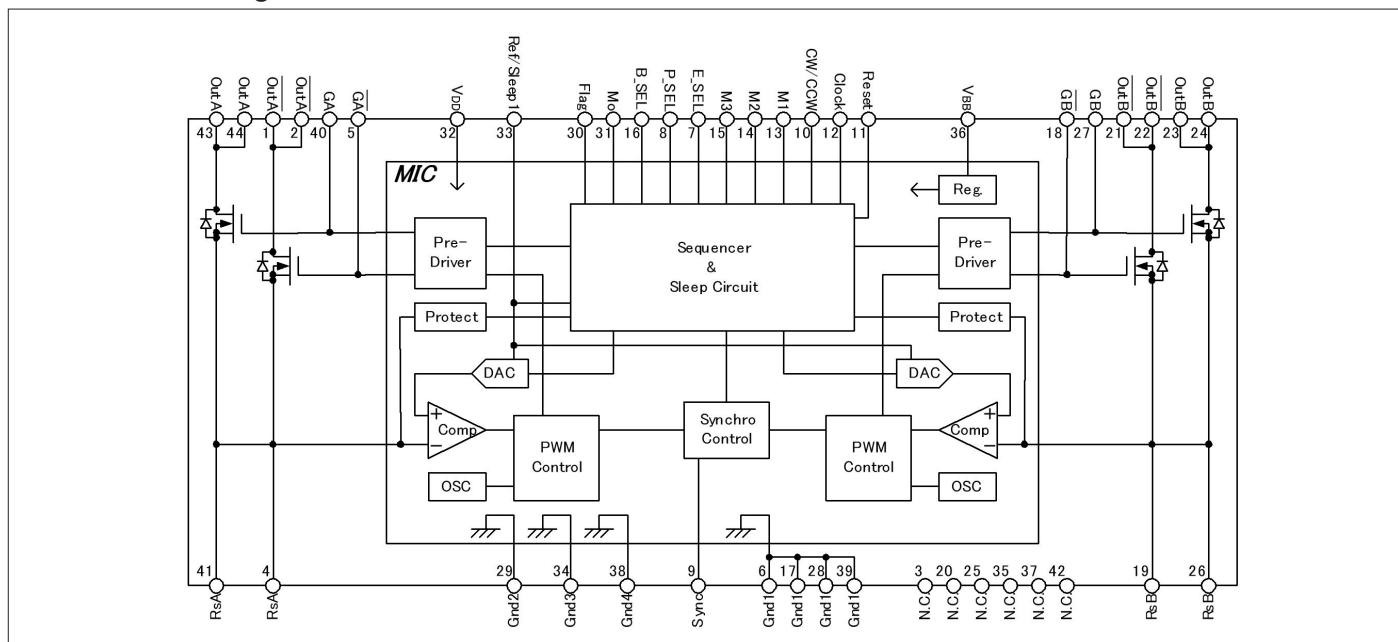 OutA
OutA
OutA
OutA
GA
GA
VDD
Ref/Sleep1
Flag
Mo
B_SEL
P_SEL
E_SEL
M3
M2
M1
CW/CCW
Clock
Reset
VBB
GB
GB
OutB
OutB
OutB
OutB
43 44 1 2 40 5 32 33 30 31 16 8 7 15 14 13 10 12 11 36 18 27 21 22 23 24
MIC
Reg.
Pre-
Driver
Sequencer
&
Sleep Circuit
Pre-
Driver
Protect
Protect
DAC
DAC
+
Comp
−
Synchro
Control
+
Comp
−
PWM
Control
PWM
Control
OSC
OSC
41 4 29 34 38 9 6 17 28 39 3 20 25 35 37 42 19 26
RsA
RsA
Gnd2
Gnd3
Gnd4
Sync
Gnd1
Gnd1
Gnd1
Gnd1
N.C.
N.C.
N.C.
N.C.
N.C.
N.C.
RsB
RsB